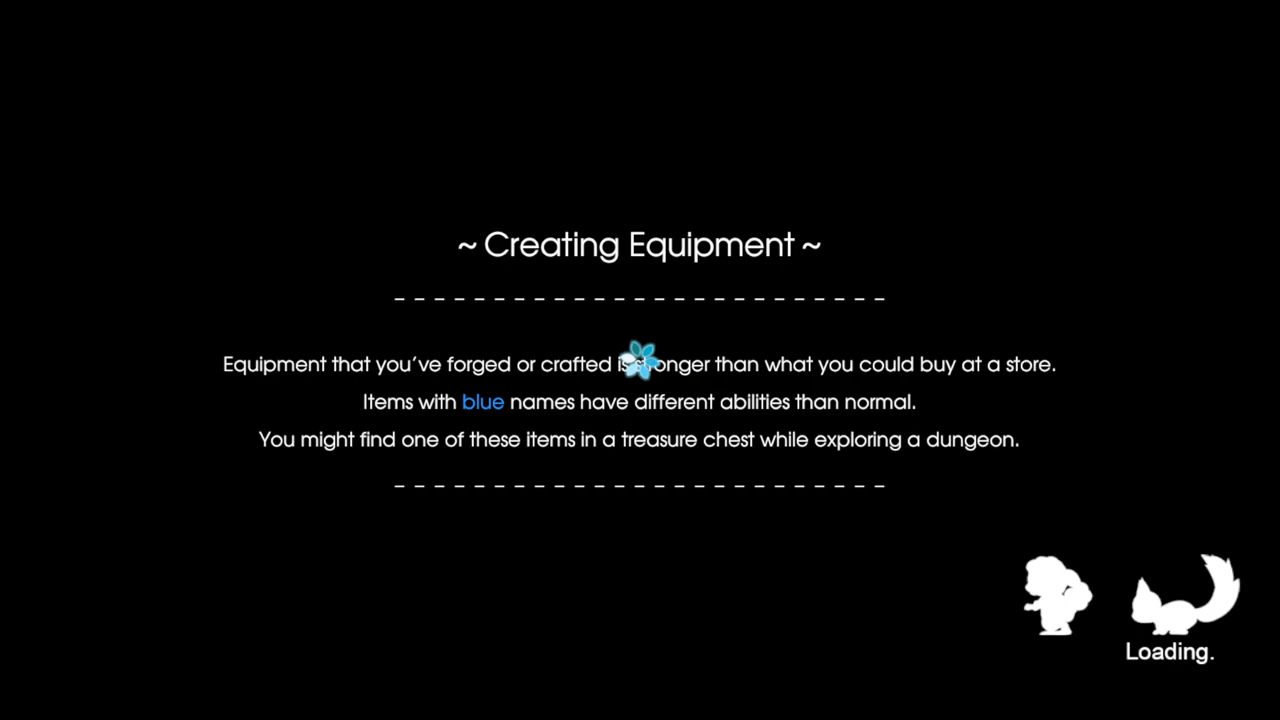 ~ Creating Equipment ~
Equipment that you've forged or crafted is stronger than what you could buy at a store.
Items with blue names have different abilities than normal.
You might find one of these items in a treasure chest while exploring a dungeon.
Loading.